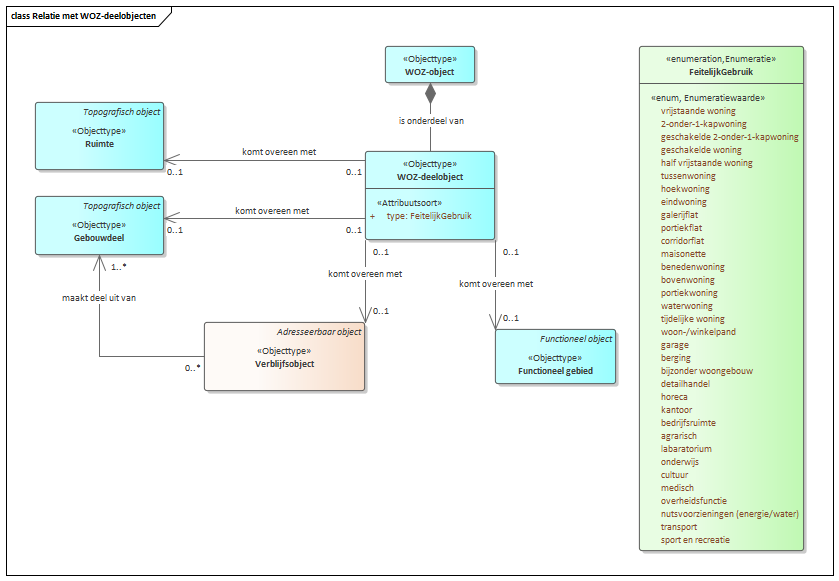 class Relatie met WOZ-deelobjecten
«Objecttype»
WOZ-object
is onderdeel van
Topografisch object
«Objecttype»
Ruimte
komt overeen met
0..1
0..1
«Objecttype»
WOZ-deelobject
«Attribuutsoort»
+ type: FeitelijkGebruik
Topografisch object
«Objecttype»
Gebouwdeel
komt overeen met
0..1
0..1
1..*
maakt deel uit van
0..*
0..1
komt overeen met
0..1
0..1
komt overeen met
0..1
Adresseerbaar object
«Objecttype»
Verblijfsobject
Functioneel object
«Objecttype»
Functioneel gebied
«enumeration,Enumeratie»
FeitelijkGebruik
«enum, Enumeratiewaarde»
vrijstaande woning
2-onder-1-kapwoning
geschakelde 2-onder-1-kapwoning
geschakelde woning
half vrijstaande woning
tussenwoning
hoekwoning
eindwoning
galerijflat
portiekflat
corridorflat
maisonette
benedenwoning
bovenwoning
portiekwoning
waterwoning
tijdelijke woning
woon-/winkelpand
garage
berging
bijzonder woongebouw
detailhandel
horeca
kantoor
bedrijfsruimte
agrarisch
labaratorium
onderwijs
cultuur
medisch
overheidsfunctie
nutsvoorzieningen (energie/water)
transport
sport en recreatie